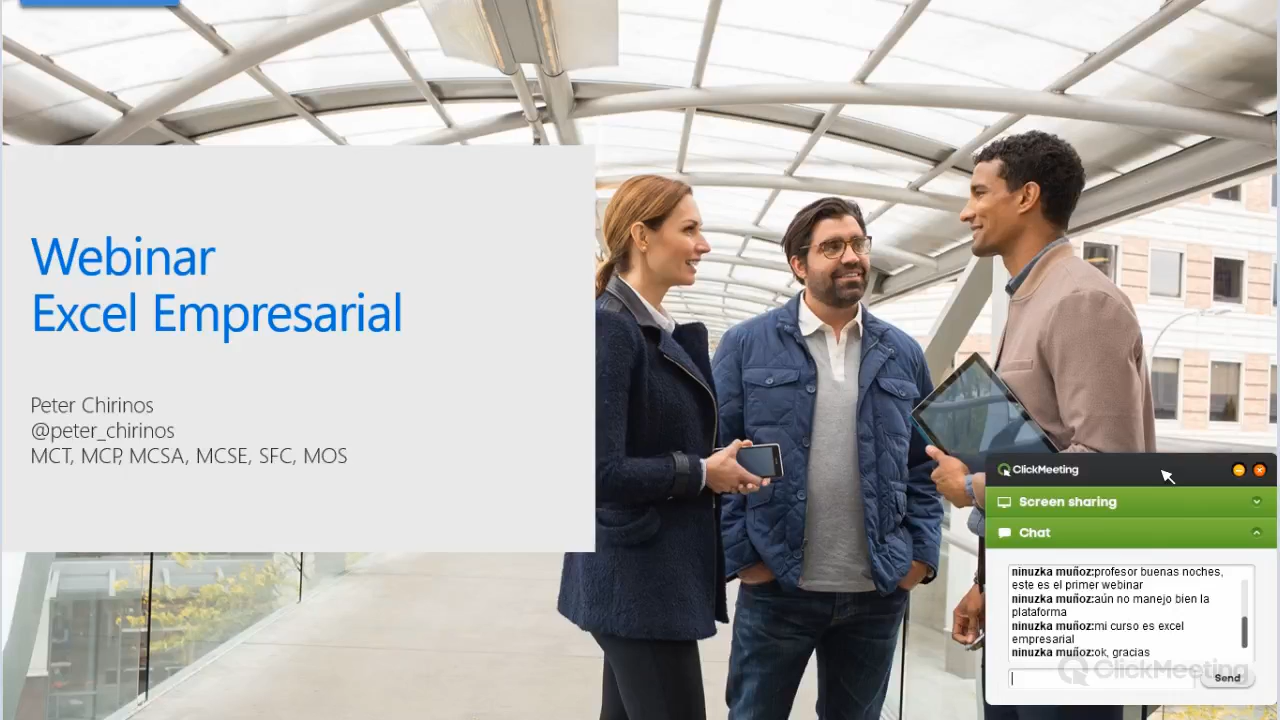 Webinar
Excel Empresarial
Peter Chirinos
@peter_chirinos
MCT, MCP, MCSA, MCSE, SFC, MOS
ClickMeeting
Screen sharing
Chat
ninuzka muñoz:profesor buenas noches,
este es el primer webinar
ninuzka muñoz:aún no manejo bien la
plataforma
ninuzka muñoz:mi curso es excel
empresarial
ninuzka muñoz:ok, gracias
ClickMeeting
Send